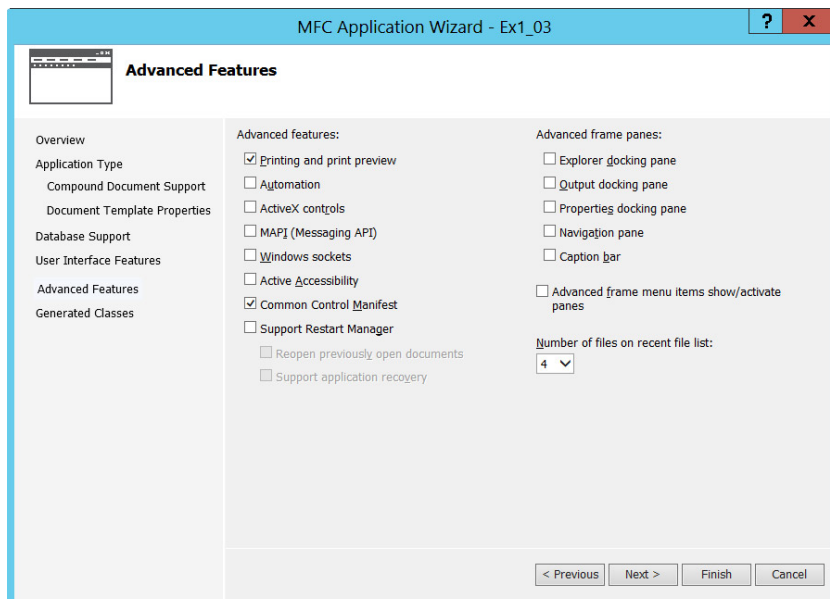 MFC Application Wizard - Ex1_03
?
X
Advanced Features
Overview
Application Type
Compound Document Support
Document Template Properties
Database Support
User Interface Features
Advanced Features
Generated Classes
Advanced features:
Printing and print preview
Automation
ActiveX controls
MAPI (Messaging API)
Windows sockets
Active Accessibility
Common Control Manifest
Support Restart Manager
Reopen previously open documents
Support application recovery
Advanced frame panes:
Explorer docking pane
Output docking pane
Properties docking pane
Navigation pane
Caption bar
Advanced frame menu items show/activate
panes
Number of files on recent file list:
4
< Previous
Next >
Finish
Cancel